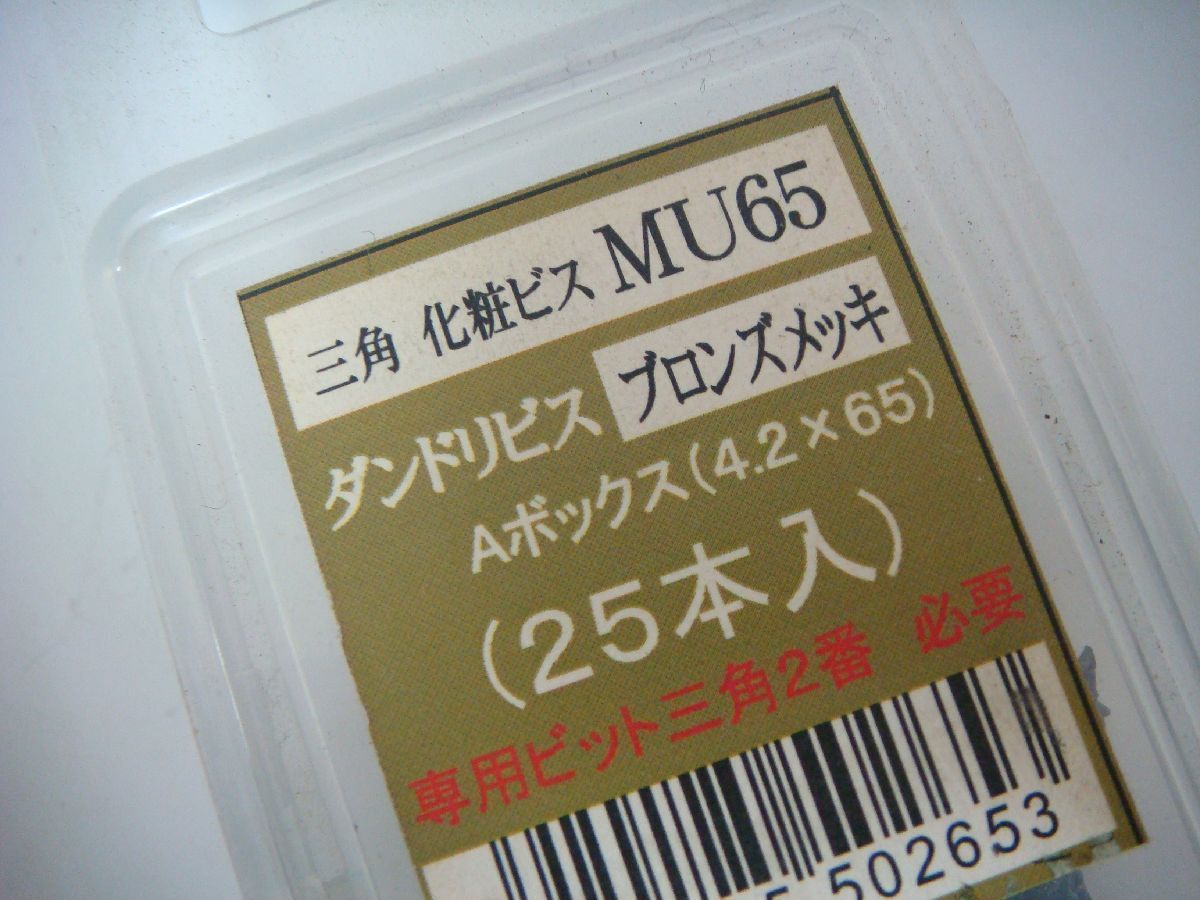 三角 化粧ビス MU65
ダンドリビス ブロンズメッキ
Aボックス(4.2×65)
(25本入)
専用ビット三角2番 必要
502653